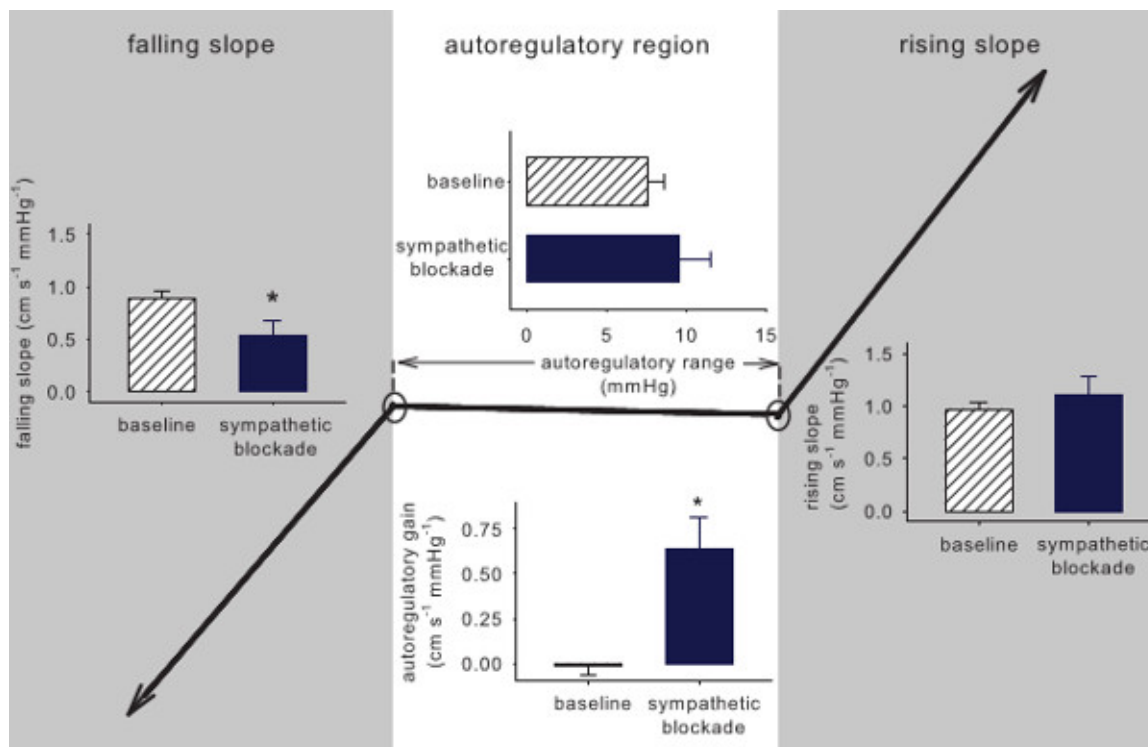 falling slope
autoregulatory region
rising slope
falling slope (cm s⁻¹ mmHg⁻¹)
1.5
1.0
0.5
0.0
*
baseline
sympathetic
blockade
baseline
sympathetic
blockade
0
5
10
15
autoregulatory range
(mmHg)
autoregulatory gain
(cm s⁻¹ mmHg⁻¹)
0.75
0.50
0.25
0.00
*
baseline
sympathetic
blockade
rising slope
(cm s⁻¹ mmHg⁻¹)
1.5
1.0
0.5
0.0
baseline
sympathetic
blockade